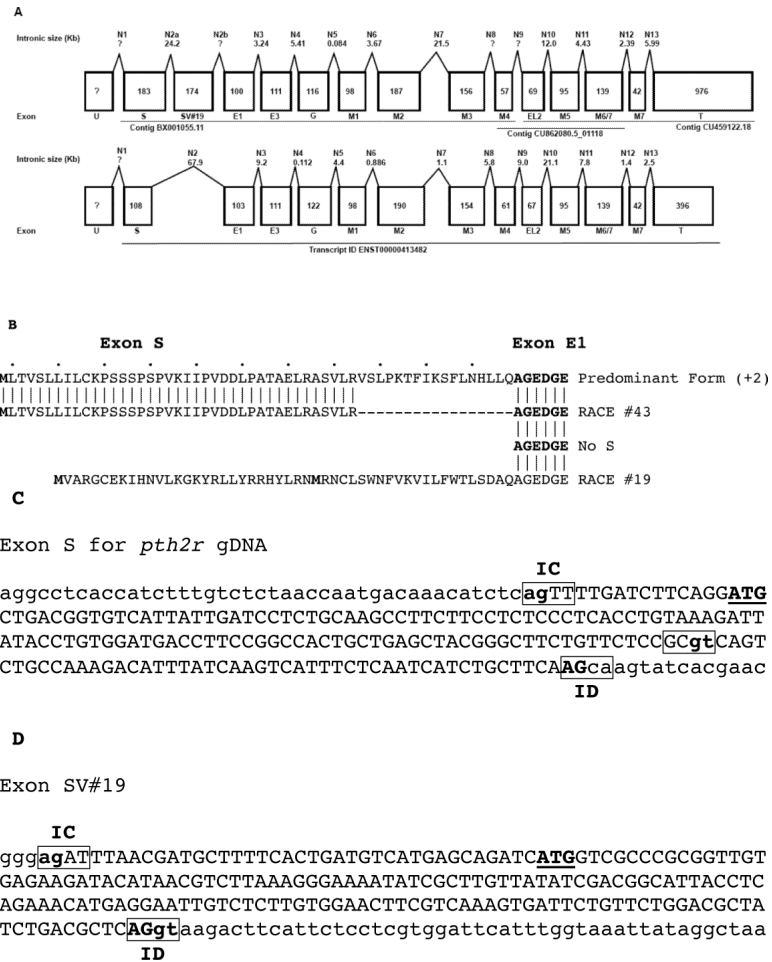 A
N1 N2a N2b N3 N4 N5 N6 N7 N8 N9 N10 N11 N12 N13
Intronic size (Kb) ? 24.2 ? 3.24 5.41 0.084 3.67 21.5 ? ? 12.0 4.43 2.39 5.99
? 183 174 100 111 116 98 187 156 57 69 95 139 42 976
Exon U S SV#19 E1 E3 G M1 M2 M3 M4 EL2 M5 M6/7 M7 T
Contig BX001055.11 Contig CU459122.18
Contig CU862080.5_01118
N1 N2 N3 N4 N5 N6 N7 N8 N9 N10 N11 N12 N13
Intronic size (Kb) ? 67.9 9.2 0.112 4.4 0.886 1.1 5.8 9.0 21.1 7.8 1.4 2.5
? 108 103 111 122 98 190 154 61 67 95 139 42 396
Exon U S E1 E3 G M1 M2 M3 M4 EL2 M5 M6/7 M7 T
Transcript ID ENST00000413482
B
Exon S Exon E1
MLTVSLLILCKPSSSPSPVKIIPVDDLPATAELRASVLRVSLPKTFIKSFLNHLLQAGEDGE Predominant Form (+2)
MLTVSLLILCKPSSSPSPVKIIPVDDLPATAELRASVLR-----------------AGEDGE RACE #43
AGEDGE No S
MVARGCEKIHNVLKGKYRLLYRRHYLRNMRNCLSWNFVKVILFWTLSDAQAGEDGE RACE #19
C
Exon S for pth2r gDNA
IC
aggcctcaccatctttgtctctaaccaatgacaaacatctcagTTTTGATCTTCAGGATG
CTGACGGTGTCATTATTGATCCTCTGCAAGCCTTCTTCCTCTCCCTCACCTGTAAAGATT
ATACCTGTGGATGACCTTCCGGCCACTGCTGAGCTACGGGCTTCTGTTCTCCGCgtCAGT
CTGCCAAAGACATTTATCAAGTCATTTCTCAATCATCTGCTTCAAGcaagtatcacgaac
ID
D
Exon SV#19
IC
gggagATTTAACGATGCTTTTCACTGATGTCATGAGCAGATCATGGTCGCCCGCGGTTGT
GAGAAGATACATAACGTCTTAAAGGGAAAATATCGCTTGTTATATCGACGGCATTACCTC
AGAAACATGAGGAATTGTCTCTTGTGGAACTTCGTCAAAGTGATTCTGTTCTGGACGCTA
TCTGACGCTCAGgtaagacttcattctcctcgtggattcatttggtaaattataggctaa
ID